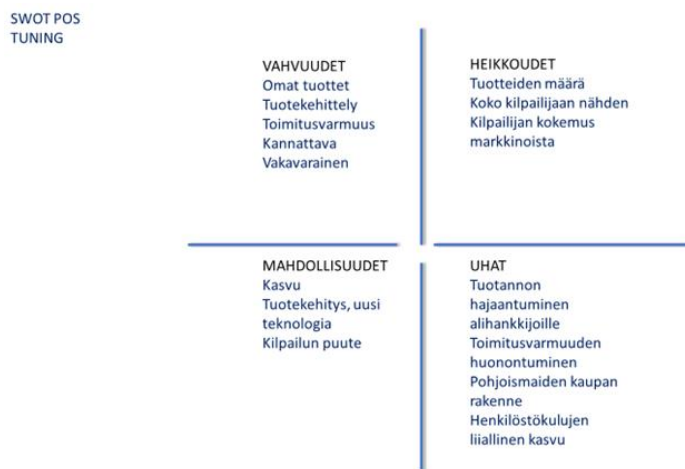 SWOT POS
TUNING
VAHVUUDET
Omat tuottet
Tuotekehittely
Toimitusvarmuus
Kannattava
Vakavarainen
HEIKKOUDET
Tuotteiden määrä
Koko kilpailijaan nähden
Kilpailijan kokemus
markkinoista
MAHDOLLISUUDET
Kasvu
Tuotekehitys, uusi
teknologia
Kilpailun puute
UHAT
Tuotannon
hajaantuminen
alihankkijoille
Toimitusvarmuuden
huonontuminen
Pohjoismaiden kaupan
rakenne
Henkilöstökulujen
liiallinen kasvu